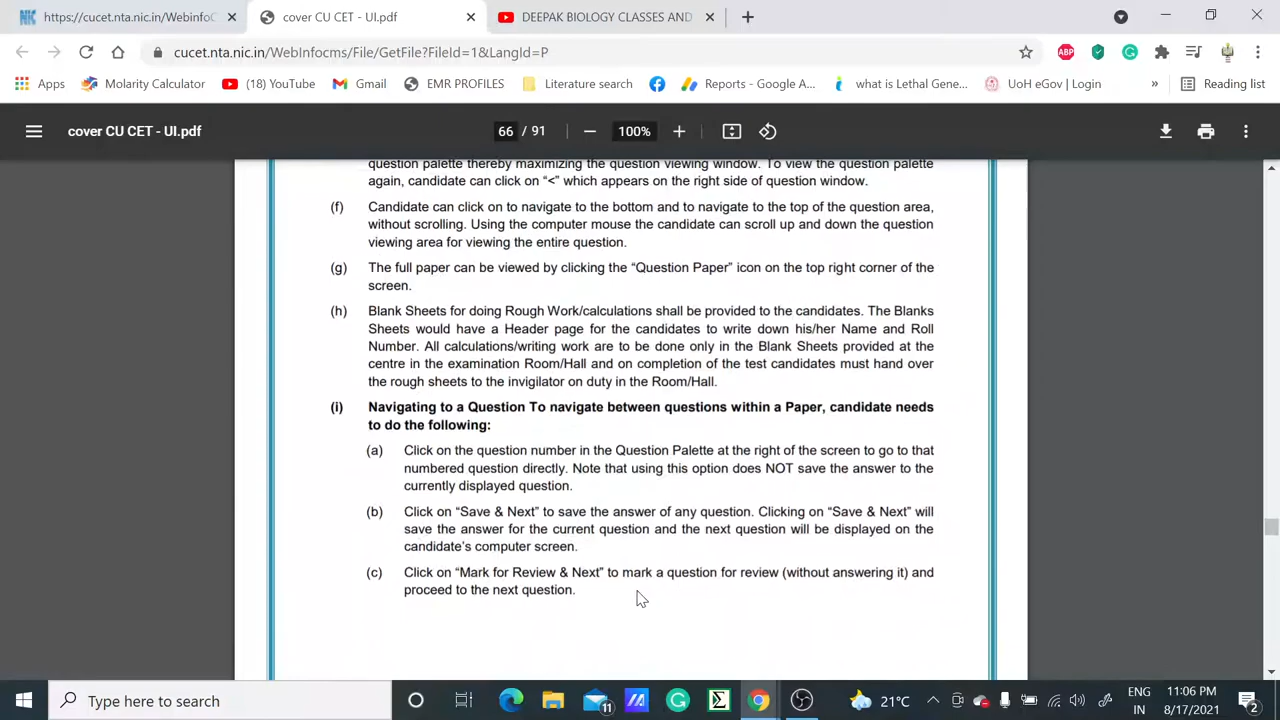 NIC https://cucet.nta.nic.in/WebinfoC
cover CU CET - UI.pdf
DEEPAK BIOLOGY CLASSES AND
cucet.nta.nic.in/WebInfocms/File/GetFile?FileId=1&LangId=P
ABP
Apps
Molarity Calculator
(18) YouTube
Gmail
EMR PROFILES
Literature search
Reports - Google A...
what is Lethal Gene...
UoH eGov | Login
»
Reading list
cover CU CET - UI.pdf
66 / 91
100%
question palette thereby maximizing the question viewing window. To view the question palette
again, candidate can click on “<” which appears on the right side of question window.
(f) Candidate can click on to navigate to the bottom and to navigate to the top of the question area,
without scrolling. Using the computer mouse the candidate can scroll up and down the question
viewing area for viewing the entire question.
(g) The full paper can be viewed by clicking the “Question Paper” icon on the top right corner of the
screen.
(h) Blank Sheets for doing Rough Work/calculations shall be provided to the candidates. The Blanks
Sheets would have a Header page for the candidates to write down his/her Name and Roll
Number. All calculations/writing work are to be done only in the Blank Sheets provided at the
centre in the examination Room/Hall and on completion of the test candidates must hand over
the rough sheets to the invigilator on duty in the Room/Hall.
(i) Navigating to a Question To navigate between questions within a Paper, candidate needs
to do the following:
(a) Click on the question number in the Question Palette at the right of the screen to go to that
numbered question directly. Note that using this option does NOT save the answer to the
currently displayed question.
(b) Click on “Save & Next” to save the answer of any question. Clicking on “Save & Next” will
save the answer for the current question and the next question will be displayed on the
candidate’s computer screen.
(c) Click on “Mark for Review & Next” to mark a question for review (without answering it) and
proceed to the next question.
Type here to search
11
21°C
ENG
IN
11:06 PM
8/17/2021
2